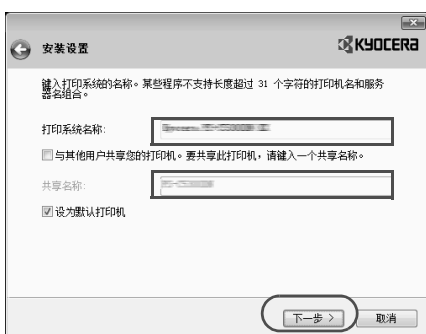 安装设置
KYOCERA
键入打印系统的名称。某些程序不支持长度超过 31 个字符的打印机名和服务
器名组合。
打印系统名称:
与其他用户共享您的打印机。要共享此打印机，请键入一个共享名称。
共享名称:
设为默认打印机
下一步 >
取消